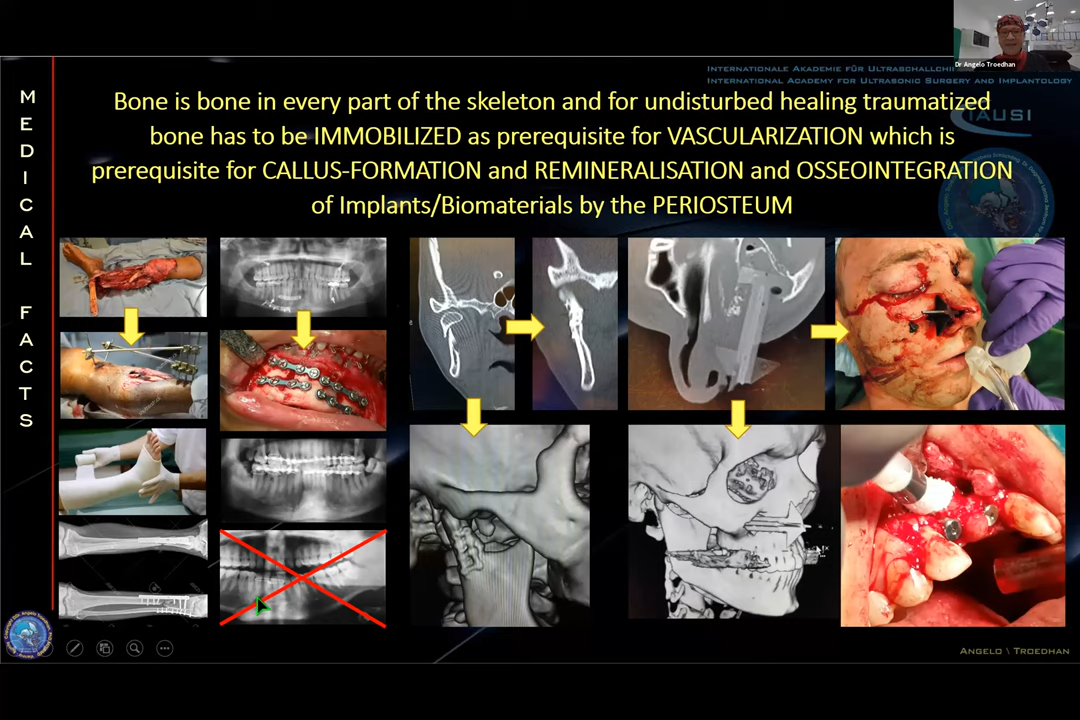 Dr Angelo Troedhan
INTERNATIONALE AKADEMIE FÜR ULTRASCHALLCHI
INTERNATIONAL ACADEMY FOR ULTRASONIC SURGERY AND IMPLANTOLOGY
IAUSI
MEDICAL FACTS
Bone is bone in every part of the skeleton and for undisturbed healing traumatized
bone has to be IMMOBILIZED as prerequisite for VASCULARIZATION which is
prerequisite for CALLUS-FORMATION and REMINERALISATION and OSSEOINTEGRATION
of Implants/Biomaterials by the PERIOSTEUM
ANGELO \ TROEDHAN